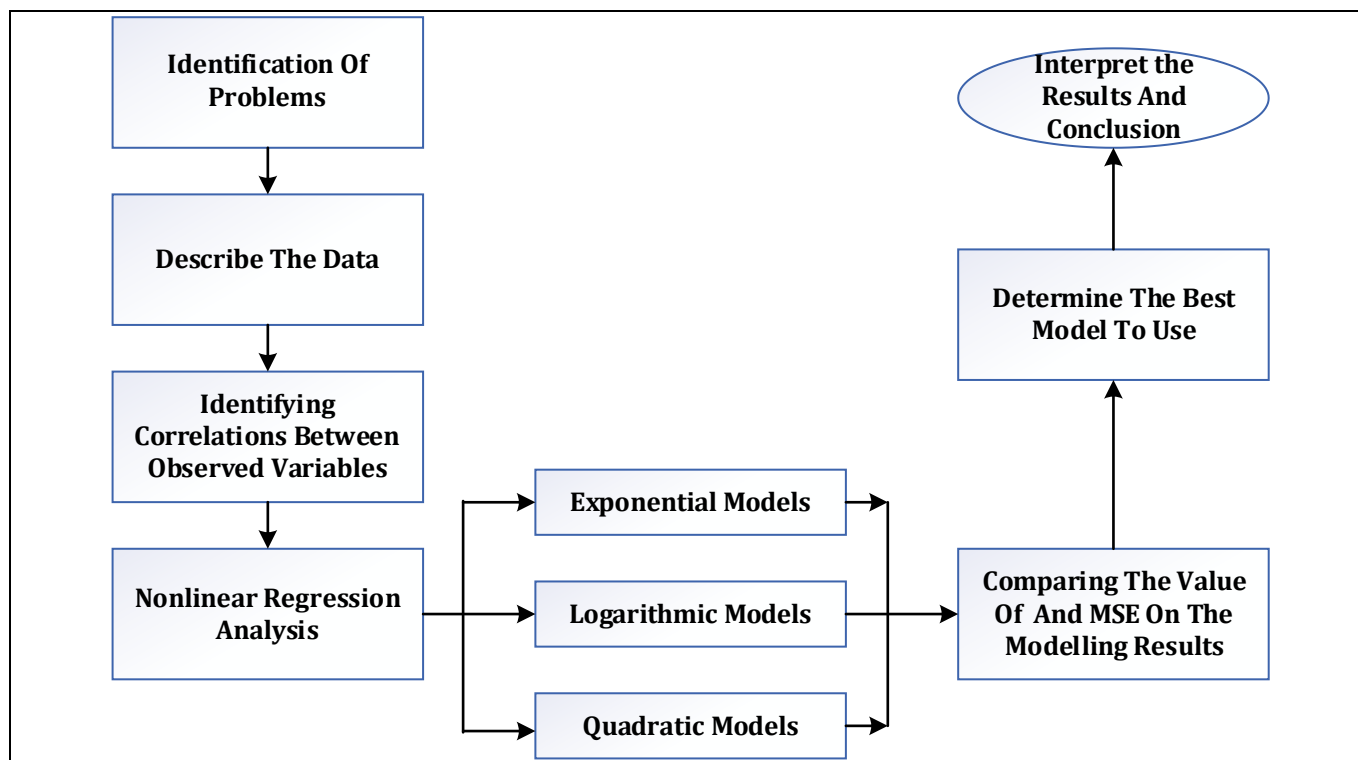 Identification Of
Problems
Describe The Data
Identifying
Correlations Between
Observed Variables
Nonlinear Regression
Analysis
Exponential Models
Logarithmic Models
Quadratic Models
Comparing The Value
Of And MSE On The
Modelling Results
Determine The Best
Model To Use
Interpret the
Results And
Conclusion